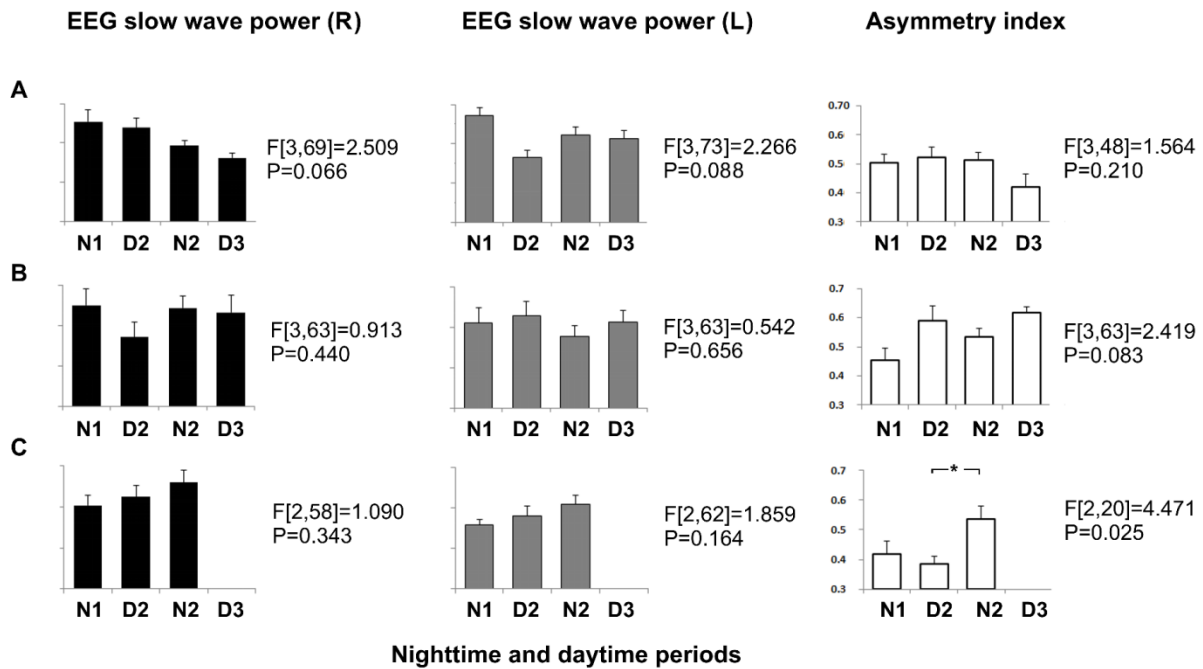 EEG slow wave power (R) EEG slow wave power (L) Asymmetry index
A
F[3,69]=2.509
P=0.066
N1 D2 N2 D3
F[3,73]=2.266
P=0.088
N1 D2 N2 D3
0.70
0.6
0.5
0.4
0.3
F[3,48]=1.564
P=0.210
N1 D2 N2 D3
B
F[3,63]=0.913
P=0.440
N1 D2 N2 D3
F[3,63]=0.542
P=0.656
N1 D2 N2 D3
0.7
0.6
0.5
0.4
0.3
F[3,63]=2.419
P=0.083
N1 D2 N2 D3
C
F[2,58]=1.090
P=0.343
N1 D2 N2 D3
F[2,62]=1.859
P=0.164
N1 D2 N2 D3
0.7
0.6
0.5
0.4
0.3
*
F[2,20]=4.471
P=0.025
N1 D2 N2 D3
Nighttime and daytime periods